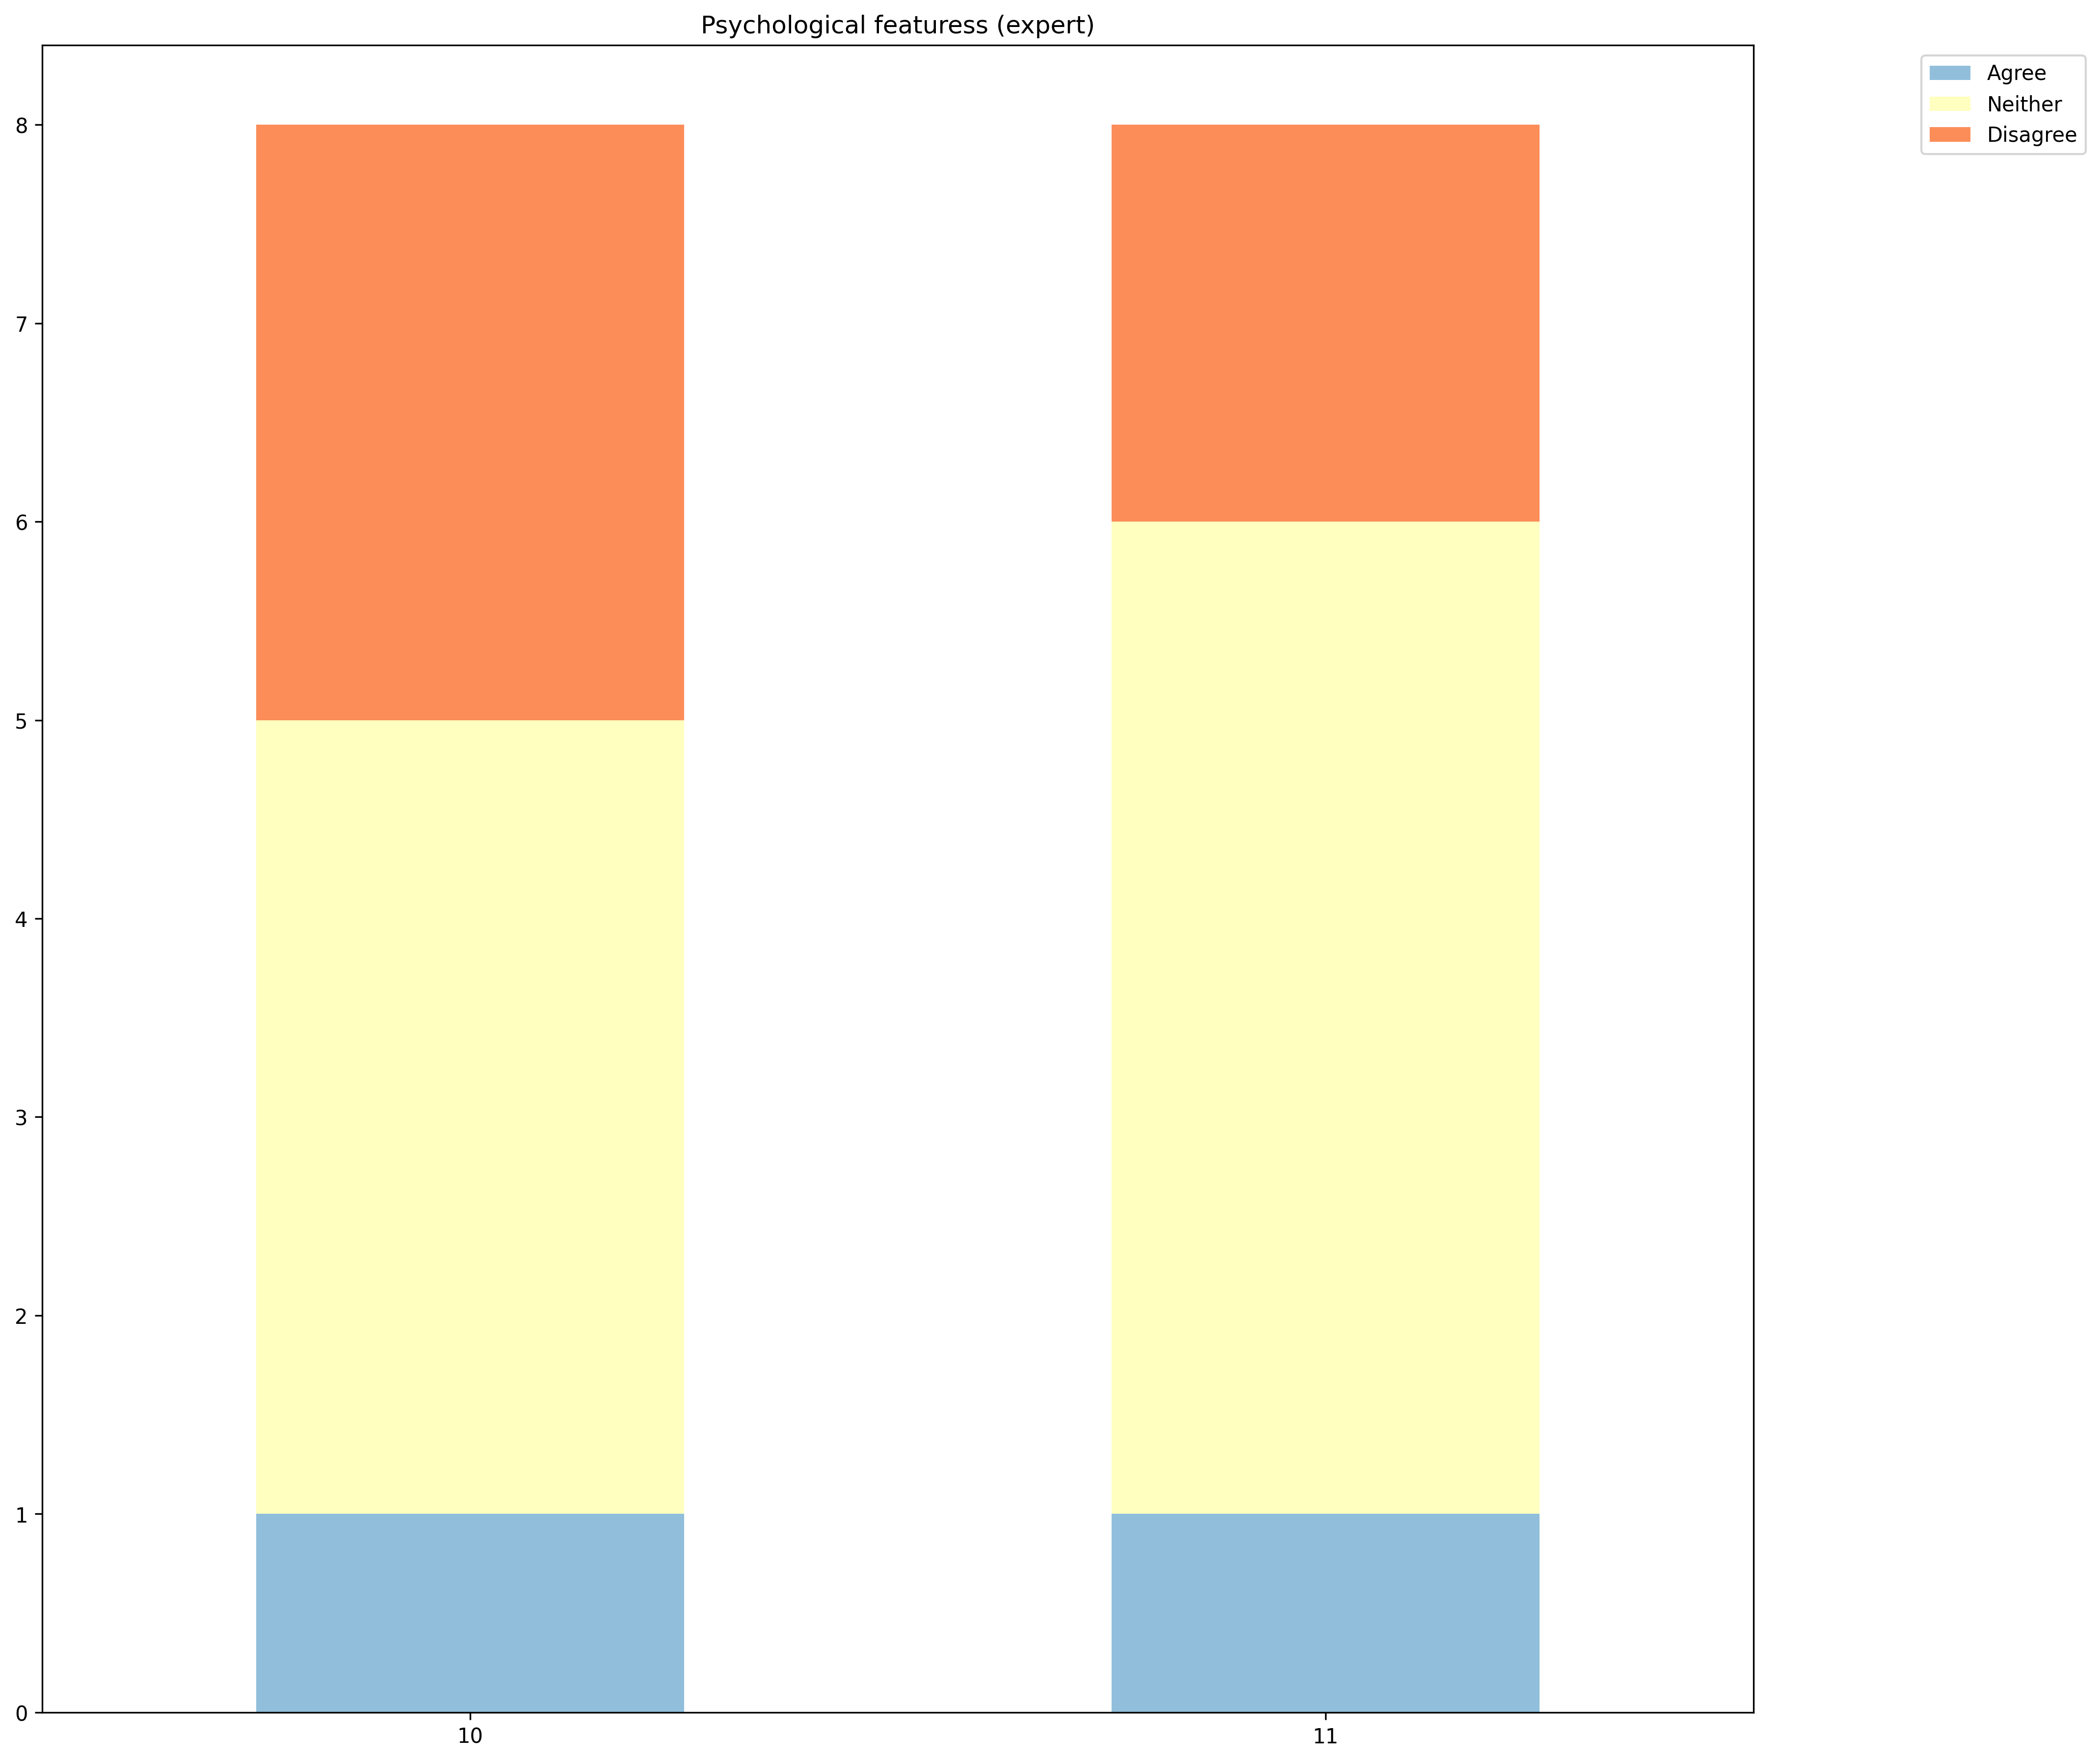 Psychological featuress (expert)
Agree
Neither
Disagree
8
7
6
5
4
3
2
1
0
10
11